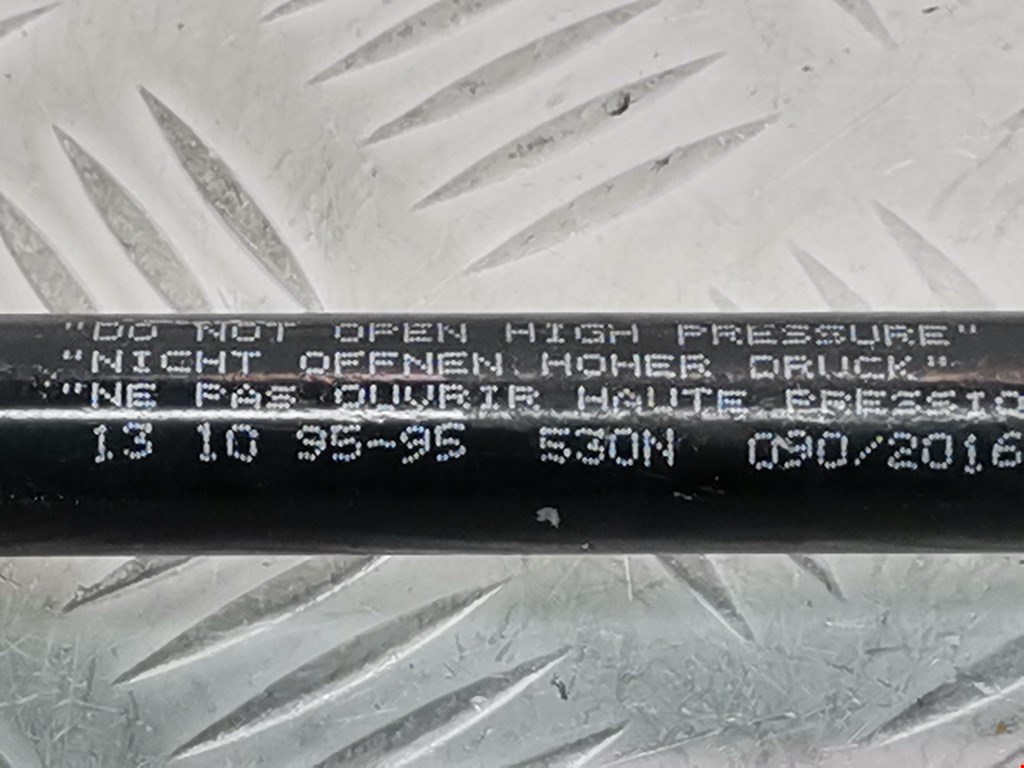 "DO NOT OPEN HIGH PRESSURE"
"NICHT OFFNEN HOHER DRUCK"
"NE PAS OUVRIR HAUTE PRESSIO
13 10 95-95 530N 090/2016